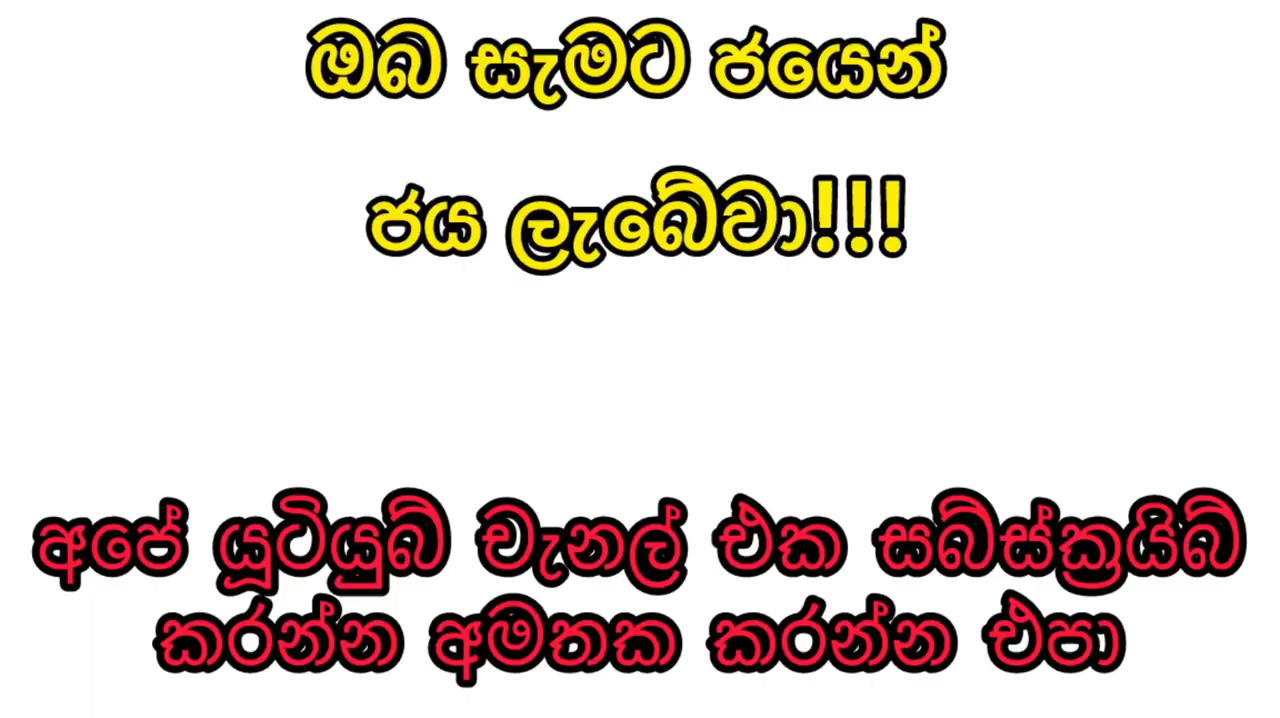 ඔබ සැමට ජයෙන්
ජය ලැබේවා!!!
අපේ යූටියුබ් චැනල් එක සබ්ස්ක්‍රයිබ්
කරන්න අමතක කරන්න එපා